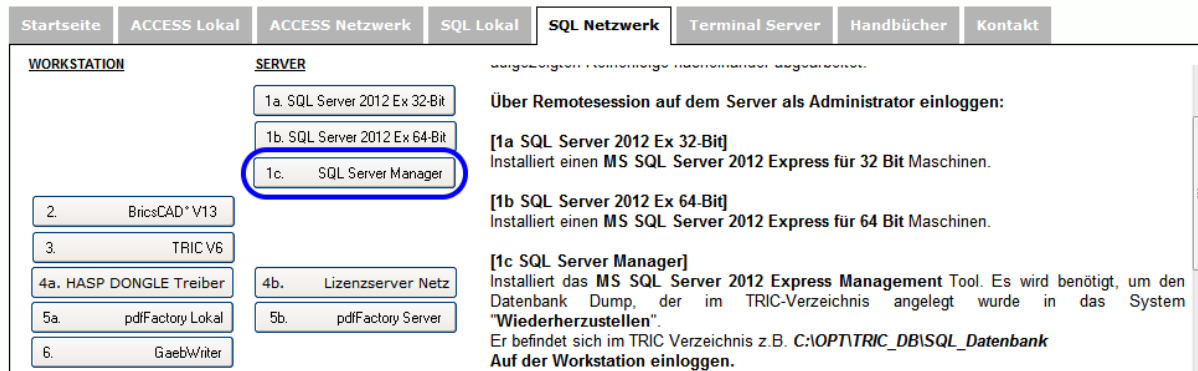 Startseite ACCESS Lokal ACCESS Netzwerk SQL Lokal SQL Netzwerk Terminal Server Handbücher Kontakt
WORKSTATION
SERVER
1a. SQL Server 2012 Ex 32-Bit
1b. SQL Server 2012 Ex 64-Bit
1c. SQL Server Manager
2. BricsCAD* V13
3. TRIC V6
4a. HASP DONGLE Treiber
4b. Lizenzserver Netz
5a. pdfFactory Lokal
5b. pdfFactory Server
6. GaebWriter
aufgezeigten Reihenfolge nacheinander abgearbeitet.
Über Remotesession auf dem Server als Administrator einloggen:
[1a SQL Server 2012 Ex 32-Bit]
Installiert einen MS SQL Server 2012 Express für 32 Bit Maschinen.
[1b SQL Server 2012 Ex 64-Bit]
Installiert einen MS SQL Server 2012 Express für 64 Bit Maschinen.
[1c SQL Server Manager]
Installiert das MS SQL Server 2012 Express Management Tool. Es wird benötigt, um den
Datenbank Dump, der im TRIC-Verzeichnis angelegt wurde in das System
"Wiederherzustellen".
Er befindet sich im TRIC Verzeichnis z.B. C:\OPT\TRIC_DB\SQL_Datenbank
Auf der Workstation einloggen.